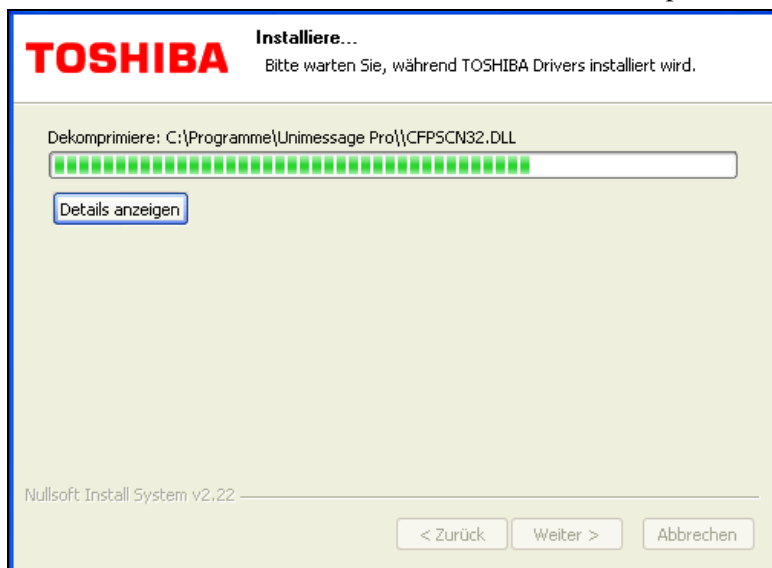 TOSHIBA
Installiere...
Bitte warten Sie, während TOSHIBA Drivers installiert wird.
Dekomprimiere: C:\Programme\Unimessage Pro\\CFPSCN32.DLL
Details anzeigen
Nullsoft Install System v2.22
< Zurück
Weiter >
Abbrechen